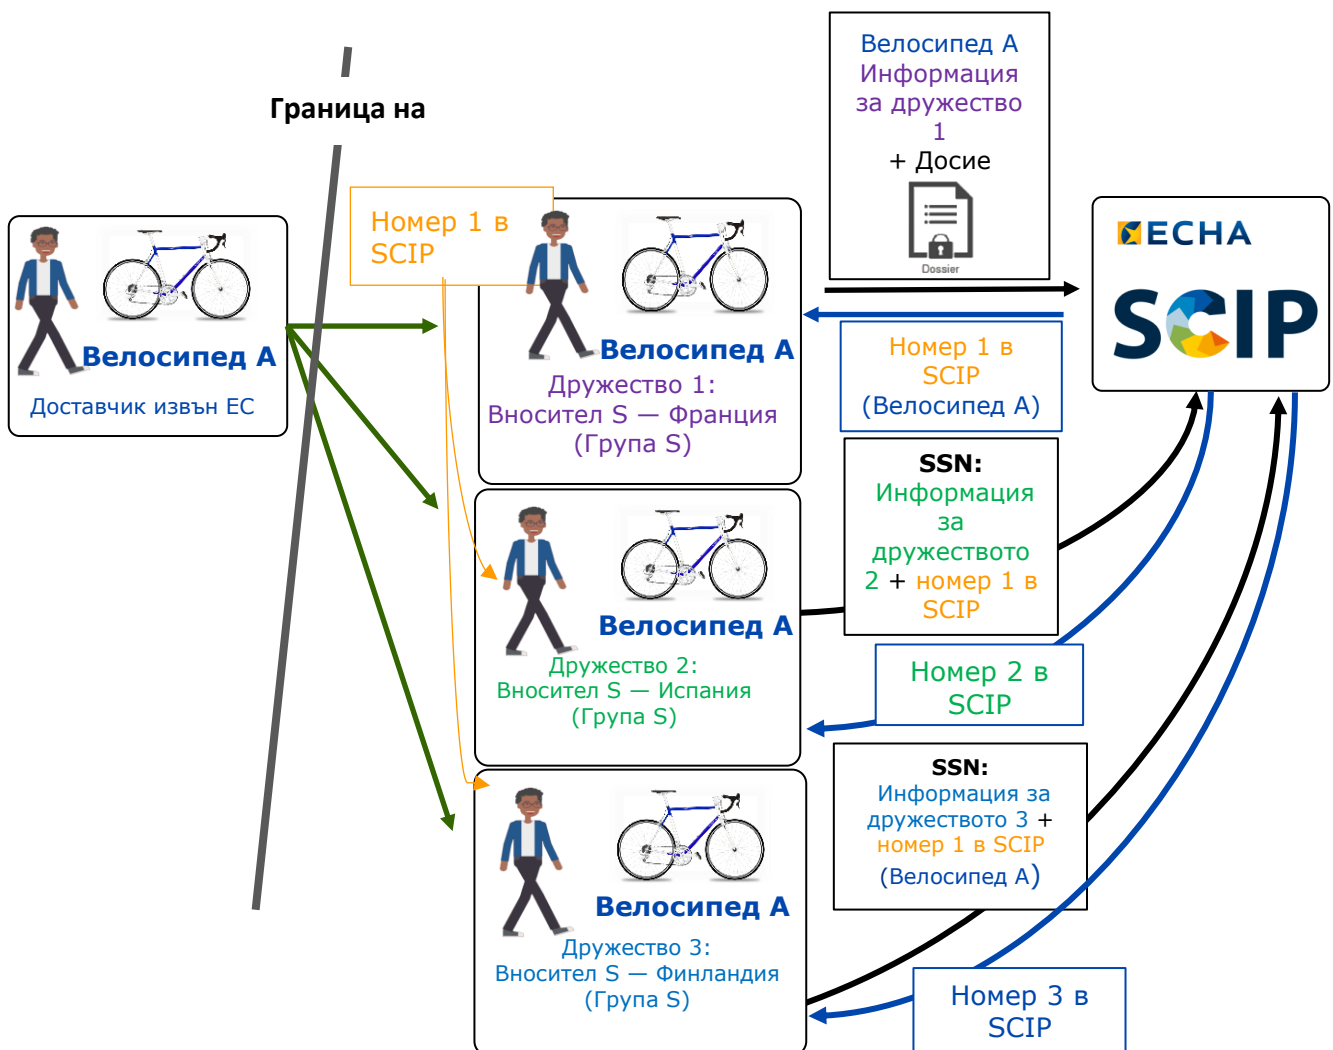 Граница на
Велосипед А
Доставчик извън ЕС
Номер 1 в
SCIP
Велосипед А
Дружество 1:
Вносител S — Франция
(Група S)
Велосипед А
Информация
за дружество
1
+ Досие
Dossier
ECHA
SCIP
Номер 1 в
SCIP
(Велосипед А)
Велосипед А
Дружество 2:
Вносител S — Испания
(Група S)
SSN:
Информация
за
дружеството
2 + номер 1 в
SCIP
Номер 2 в
SCIP
Велосипед А
Дружество 3:
Вносител S — Финландия
(Група S)
SSN:
Информация за
дружеството 3 +
номер 1 в SCIP
(Велосипед А)
Номер 3 в
SCIP